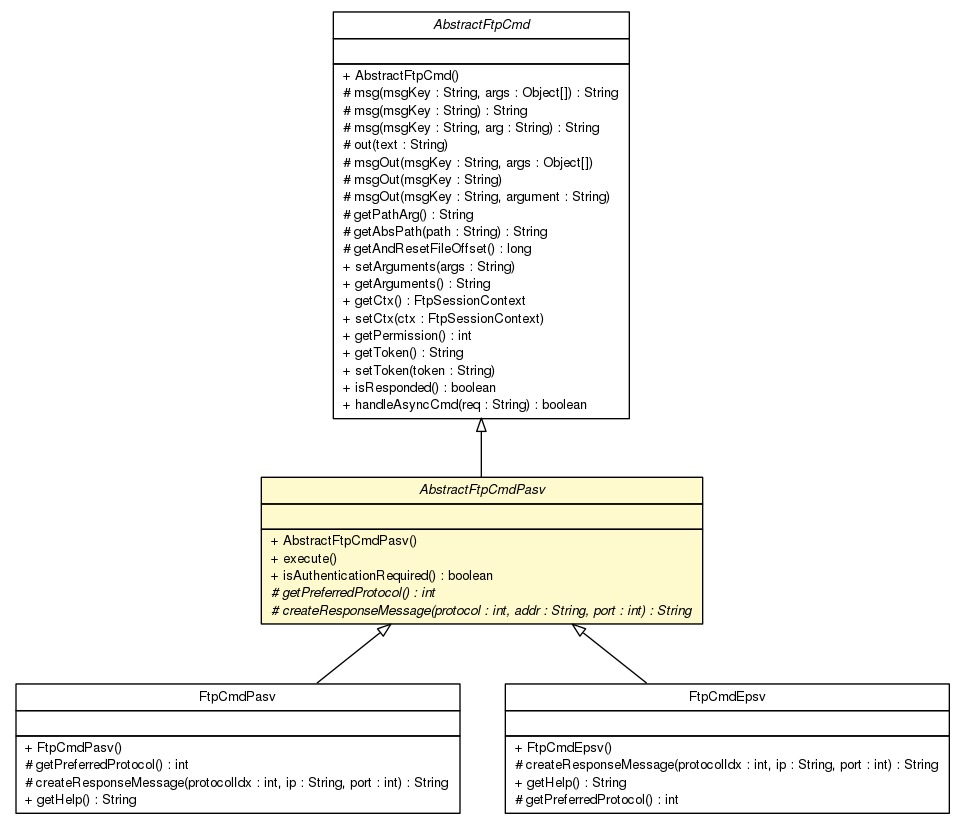 AbstractFtpCmd
+ AbstractFtpCmd()
# msg(msgKey : String, args : Object[]) : String
# msg(msgKey : String) : String
# msg(msgKey : String, arg : String) : String
# out(text : String)
# msgOut(msgKey : String, args : Object[])
# msgOut(msgKey : String)
# msgOut(msgKey : String, argument : String)
# getPathArg() : String
# getAbsPath(path : String) : String
# getAndResetFileOffset() : long
+ setArguments(args : String)
+ getArguments() : String
+ getCtx() : FtpSessionContext
+ setCtx(ctx : FtpSessionContext)
+ getPermission() : int
+ getToken() : String
+ setToken(token : String)
+ isResponded() : boolean
+ handleAsyncCmd(req : String) : boolean
AbstractFtpCmdPasv
+ AbstractFtpCmdPasv()
+ execute()
+ isAuthenticationRequired() : boolean
# getPreferredProtocol() : int
# createResponseMessage(protocol : int, addr : String, port : int) : String
FtpCmdPasv
+ FtpCmdPasv()
# getPreferredProtocol() : int
# createResponseMessage(protocolIdx : int, ip : String, port : int) : String
+ getHelp() : String
FtpCmdEpsv
+ FtpCmdEpsv()
# createResponseMessage(protocolIdx : int, ip : String, port : int) : String
+ getHelp() : String
# getPreferredProtocol() : int